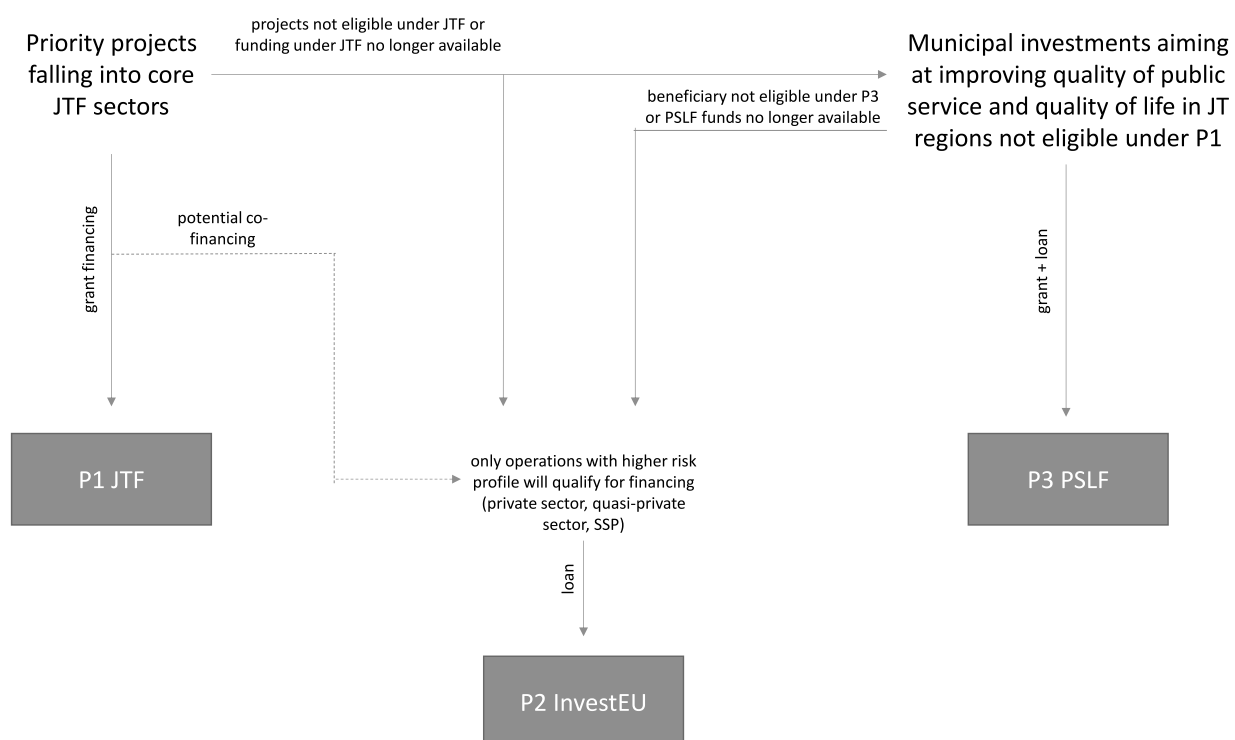 projects not eligible under JTF or
funding under JTF no longer available
Priority projects
falling into core
JTF sectors
Municipal investments aiming
at improving quality of public
service and quality of life in JT
regions not eligible under P1
beneficiary not eligible under P3
or PSLF funds no longer available
grant financing
potential co-
financing
grant + loan
P1 JTF
only operations with higher risk
profile will qualify for financing
(private sector, quasi-private
sector, SSP)
P3 PSLF
loan
P2 InvestEU